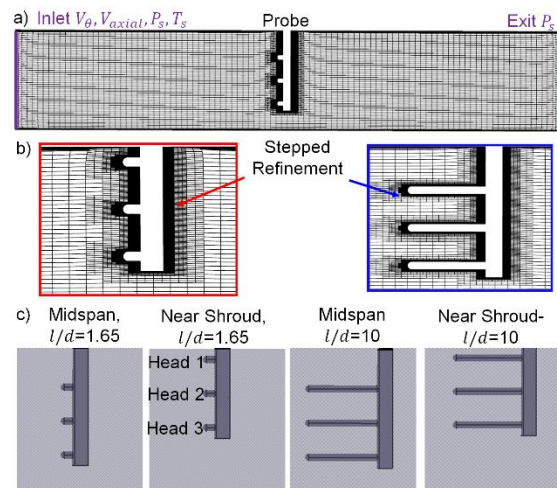 a) Inlet V_θ, V_axial, P_s, T_s Probe Exit P_s
b) Stepped
Refinement
c) Midspan, Near Shroud, Midspan Near Shroud-
l/d=1.65 l/d=1.65 l/d=10 l/d=10
Head 1
Head 2
Head 3